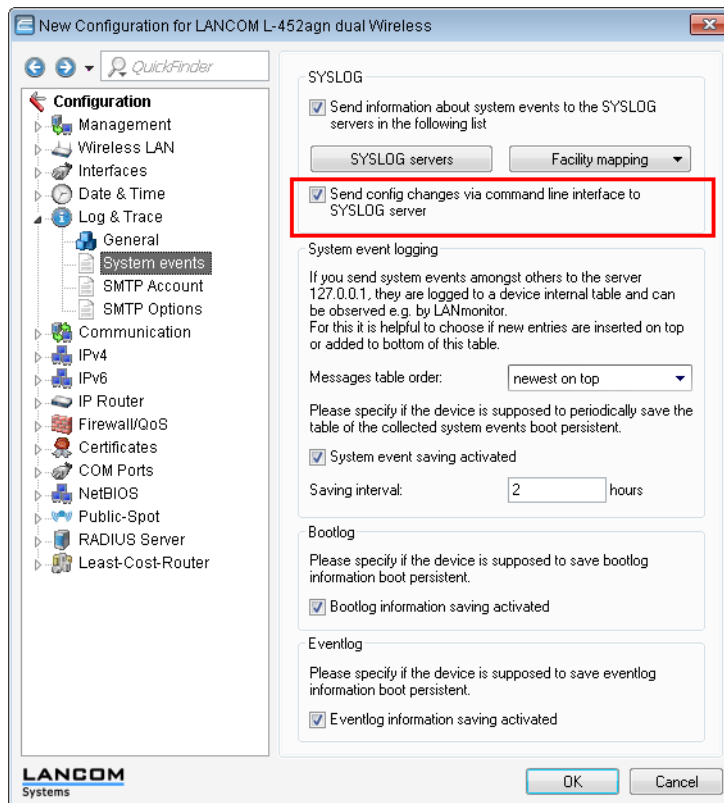 New Configuration for LANCOM L-452agn dual Wireless
QuickFinder
Configuration
Management
Wireless LAN
Interfaces
Date & Time
Log & Trace
General
System events
SMTP Account
SMTP Options
Communication
IPv4
IPv6
IP Router
Firewall/QoS
Certificates
COM Ports
NetBIOS
Public-Spot
RADIUS Server
Least-Cost-Router
SYSLOG
Send information about system events to the SYSLOG
servers in the following list
SYSLOG servers
Facility mapping
Send config changes via command line interface to
SYSLOG server
System event logging
If you send system events amongst others to the server
127.0.0.1, they are logged to a device internal table and can
be observed e.g. by LANmonitor.
For this it is helpful to choose if new entries are inserted on top
or added to bottom of this table.
Messages table order: newest on top
Please specify if the device is supposed to periodically save the
table of the collected system events boot persistent.
System event saving activated
Saving interval: 2 hours
Bootlog
Please specify if the device is supposed to save bootlog
information boot persistent.
Bootlog information saving activated
Eventlog
Please specify if the device is supposed to save eventlog
information boot persistent.
Eventlog information saving activated
LANCOM
Systems
OK
Cancel